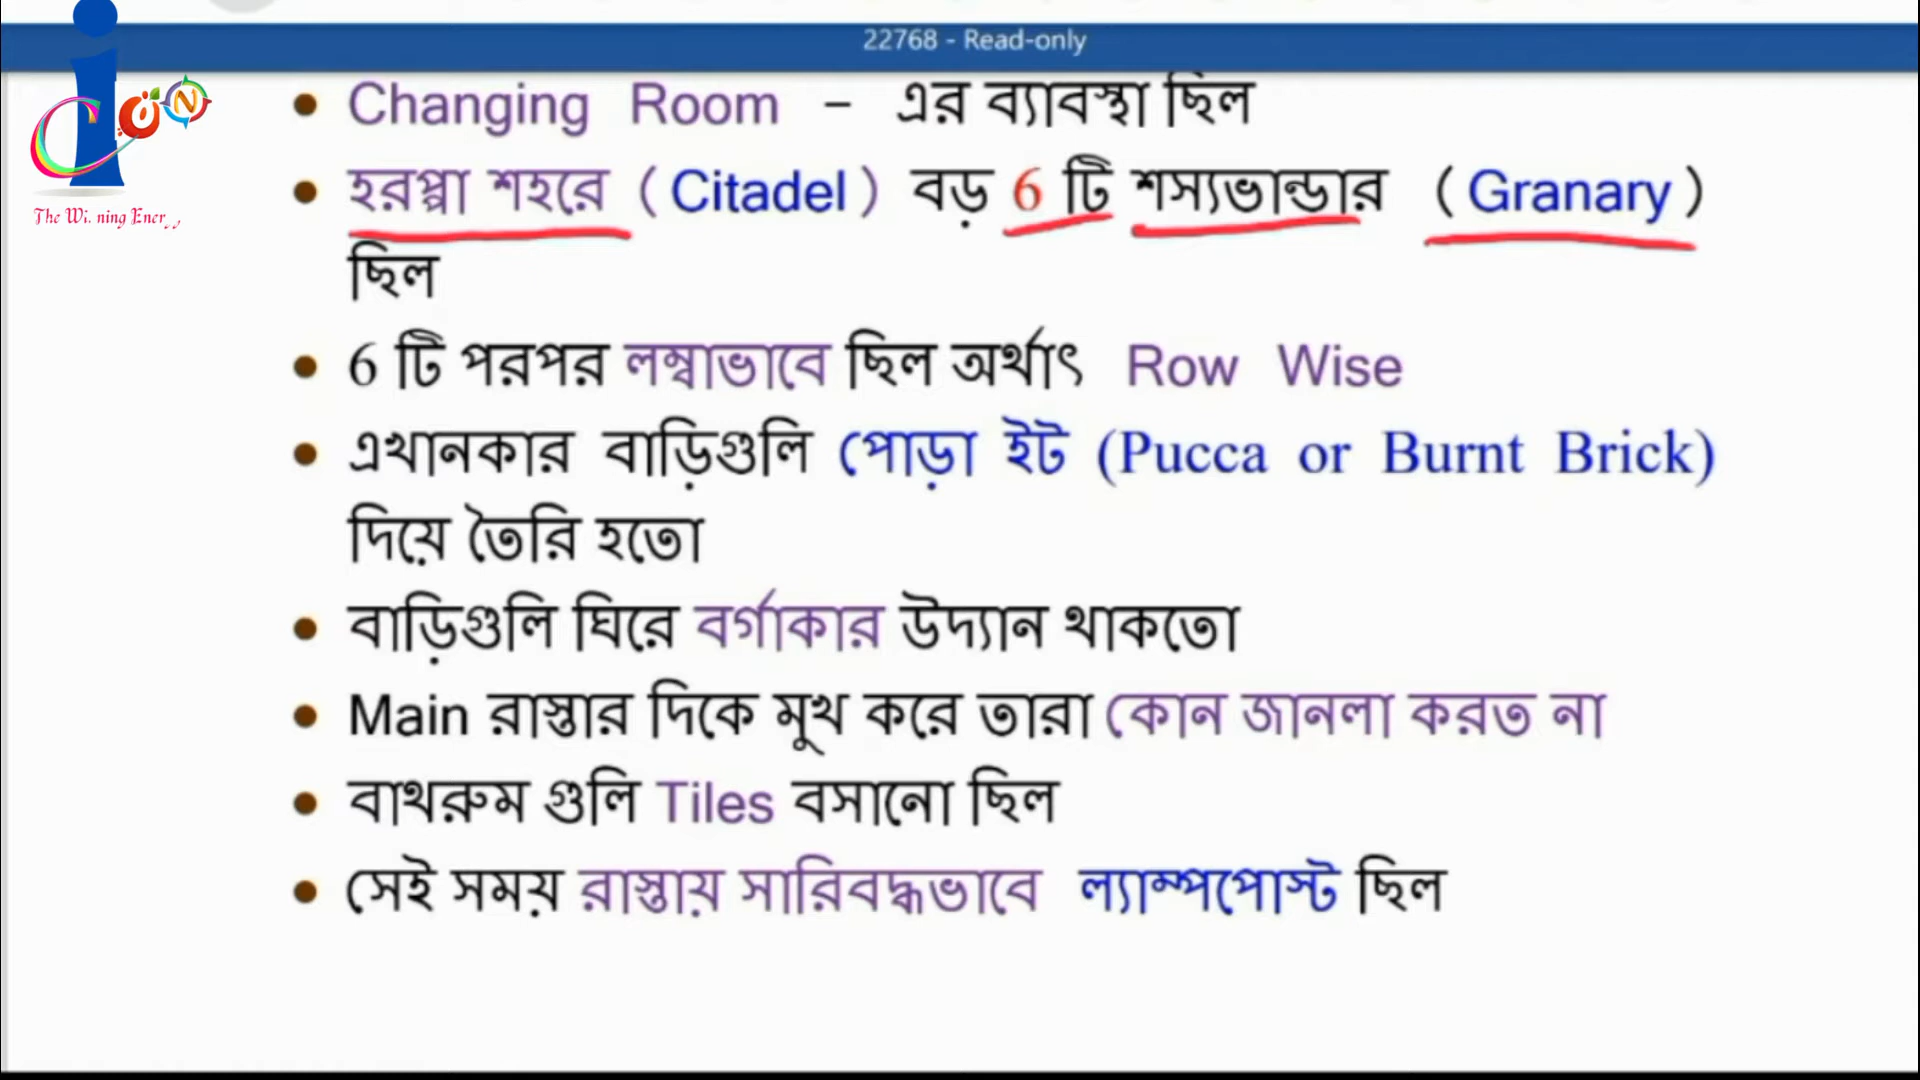 22768 - Read-only
Changing Room – এর ব্যাবস্থা ছিল
হরপ্পা শহরে (Citadel) বড় 6 টি শস্যভান্ডার (Granary)
ছিল
6 টি পরপর লম্বাভাবে ছিল অর্থাৎ Row Wise
এখানকার বাড়িগুলি পোড়া ইট (Pucca or Burnt Brick)
দিয়ে তৈরি হতো
বাড়িগুলি ঘিরে বর্গাকার উদ্যান থাকতো
Main রাস্তার দিকে মুখ করে তারা কোন জানলা করত না
বাথরুম গুলি Tiles বসানো ছিল
সেই সময় রাস্তায় সারিবদ্ধভাবে ল্যাম্পপোস্ট ছিল